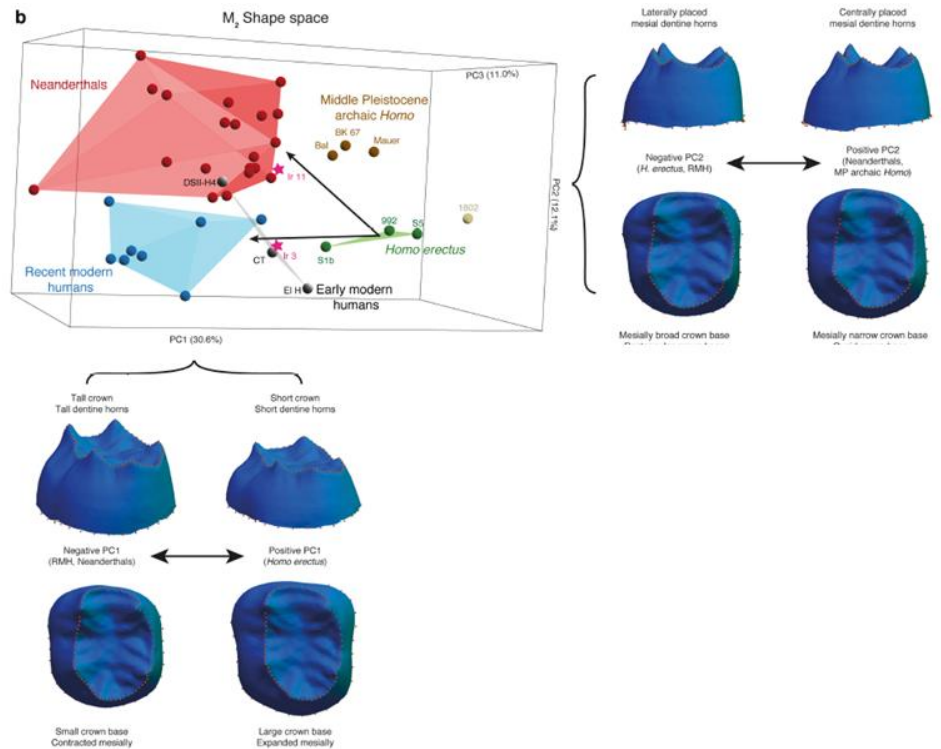 b
M2 Shape space
PC3 (11.0%)
Neanderthals
Middle Pleistocene
archaic Homo
BK 67
Bal
Mauer
DSII-H4
Ir 11
PC2 (12.1%)
1802
992
S5
S1b
Homo erectus
CT
Ir 3
Recent modern
humans
El H
Early modern
humans
PC1 (30.6%)
Laterally placed
mesial dentine horns
Centrally placed
mesial dentine horns
Negative PC2
(H. erectus, RMH)
Positive PC2
(Neanderthals,
MP archaic Homo)
Mesially broad crown base
Mesially narrow crown base
Tall crown
Tall dentine horns
Short crown
Short dentine horns
Negative PC1
(RMH, Neanderthals)
Positive PC1
(Homo erectus)
Small crown base
Contracted mesially
Large crown base
Expanded mesially